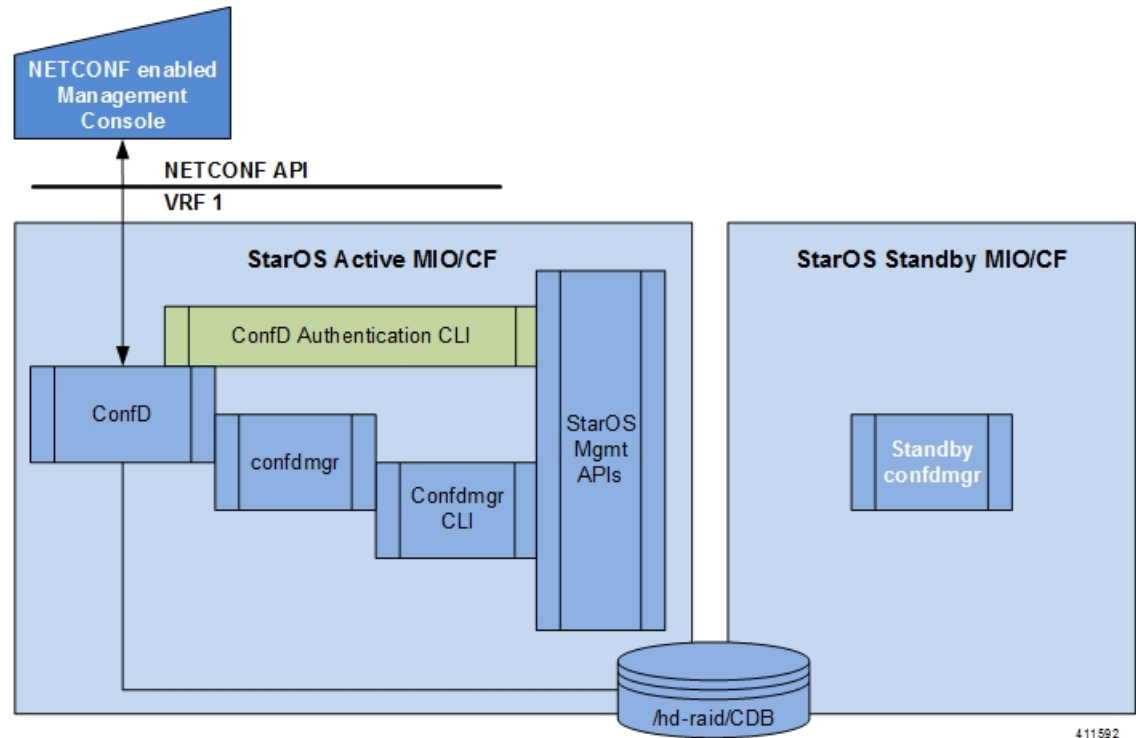 NETCONF enabled
Management
Console
NETCONF API
VRF 1
StarOS Active MIO/CF
StarOS Standby MIO/CF
ConfD Authentication CLI
ConfD
confdmgr
Confdmgr
CLI
StarOS
Mgmt
APIs
Standby
confdmgr
/hd-raid/CDB
411592